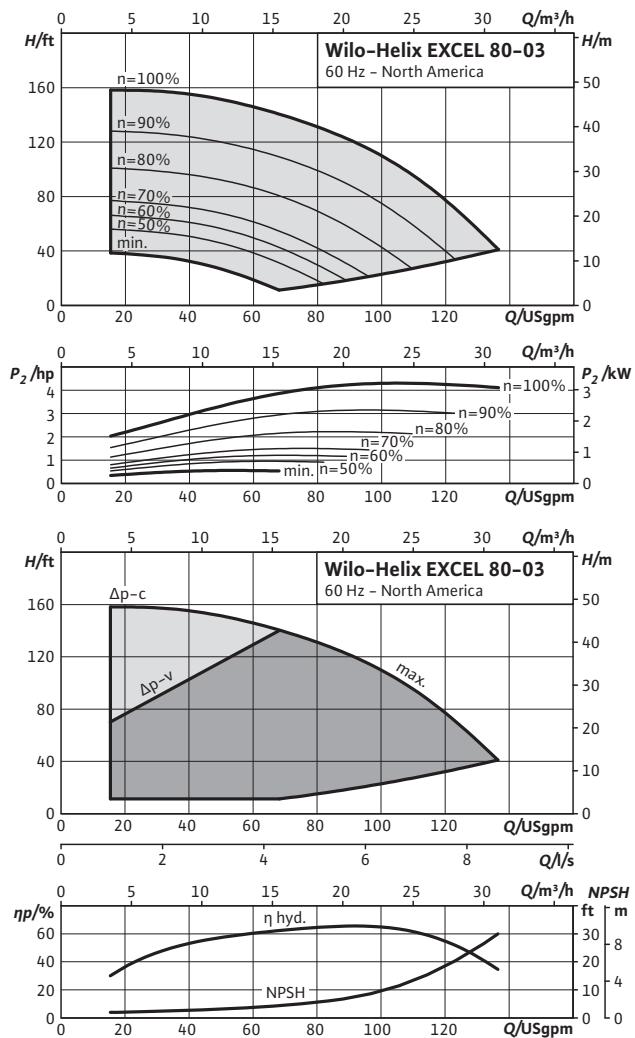 0 5 10 15 20 25 30 Q/m³/h
H/ft H/m
Wilo-Helix EXCEL 80-03
60 Hz - North America
n=100%
n=90%
n=80%
n=70%
n=60%
n=50%
min.
160
120
80
40
0
50
40
30
20
10
0
0 20 40 60 80 100 120 Q/USgpm
0 5 10 15 20 25 30 Q/m³/h
P2 /hp P2 /kW
4
3
2
1
0
3
2
1
0
n=100%
n=90%
n=80%
n=70%
n=60%
min. n=50%
0 20 40 60 80 100 120 Q/USgpm
0 5 10 15 20 25 30 Q/m³/h
H/ft H/m
Wilo-Helix EXCEL 80-03
60 Hz - North America
Δp-c
Δp-v
max.
160
120
80
40
0
50
40
30
20
10
0
0 20 40 60 80 100 120 Q/USgpm
0 2 4 6 8 Q/l/s
0 5 10 15 20 25 30 Q/m³/h NPSH
ηp/% ft m
η hyd.
NPSH
60
40
20
0
30
20
10
0
8
4
0
0 20 40 60 80 100 120 Q/USgpm